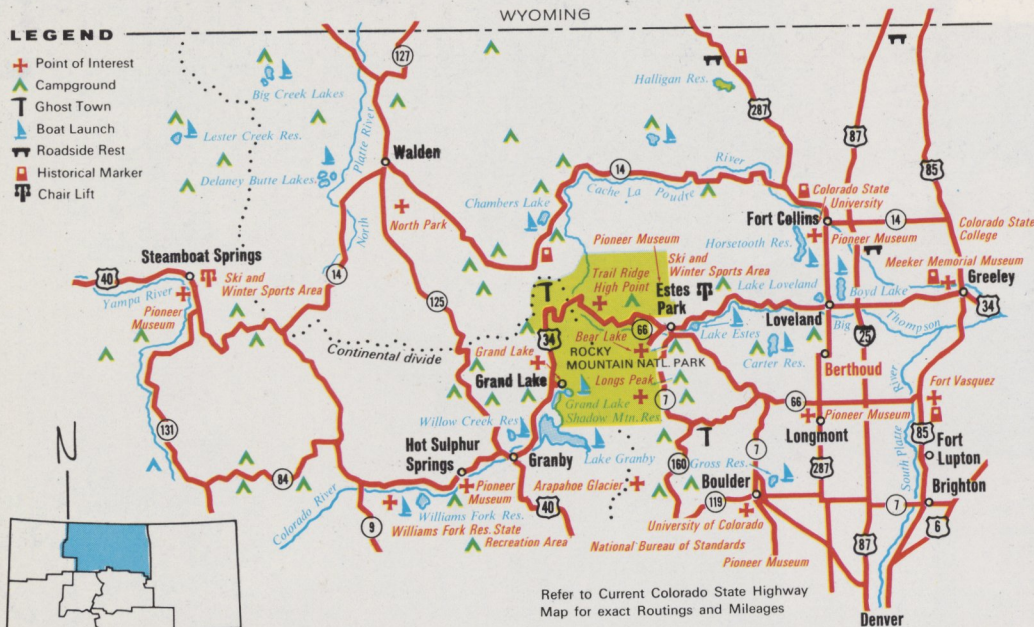 WYOMING
LEGEND
Point of Interest
Campground
Ghost Town
Boat Launch
Roadside Rest
Historical Marker
Chair Lift
127
Big Creek Lakes
Lester Creek Res.
Platte River
Delaney Butte Lakes
Walden
North
North Park
Halligan Res.
287
87
85
14
River
Cache La Poudre
Chambers Lake
Colorado State
University
Fort Collins
14
Colorado State
College
Pioneer Museum
Horsetooth Res.
Pioneer Museum
Meeker Memorial Museum
Greeley
Steamboat Springs
40
Yampa River
Ski and
Winter Sports Area
Pioneer
Museum
14
125
Continental divide
Ski and
Winter Sports Area
Trail Ridge
High Point
Estes
Park
Lake Loveland
Boyd Lake
34
34
66
Bear Lake
Lake Estes
Loveland
Big Thompson
River
25
ROCKY
MOUNTAIN NATL. PARK
Carter Res.
Berthoud
Grand Lake
Grand Lake
Longs Peak
Grand Lake
Shadow Mtn. Res.
7
66
Fort Vasquez
Pioneer Museum
Longmont
85
Fort
Lupton
Willow Creek Res.
131
84
Hot Sulphur
Springs
Granby
Lake Granby
160
7
Gross Res.
287
South Platte
Boulder
119
7
Brighton
6
Colorado River
Pioneer
Museum
Arapahoe Glacier
40
9
Williams Fork Res.
Williams Fork Res. State
Recreation Area
University of Colorado
National Bureau of Standards
Pioneer Museum
87
85
N
Refer to Current Colorado State Highway
Map for exact Routings and Mileages
Denver